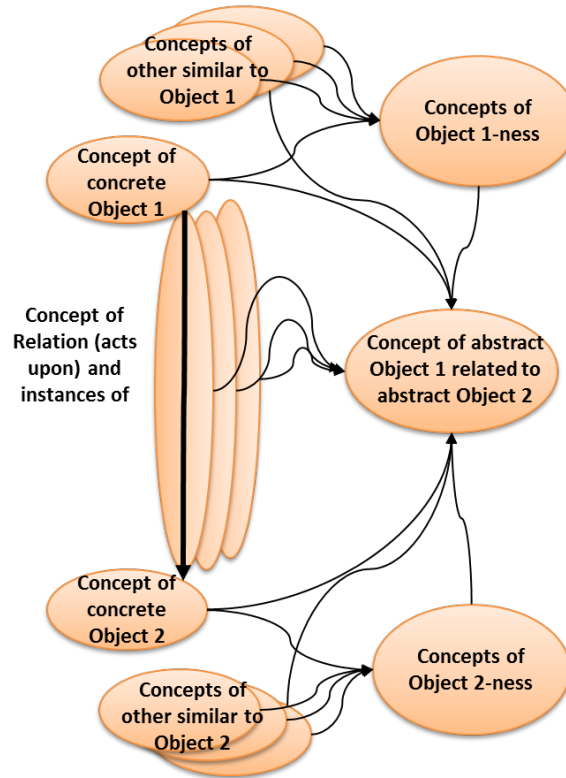 Concepts of
other similar to
Object 1
Concepts of
Object 1-ness
Concept of
concrete
Object 1
Concept of
Relation (acts
upon) and
instances of
Concept of abstract
Object 1 related to
abstract Object 2
Concept of
concrete
Object 2
Concepts of
Object 2-ness
Concepts of
other similar to
Object 2